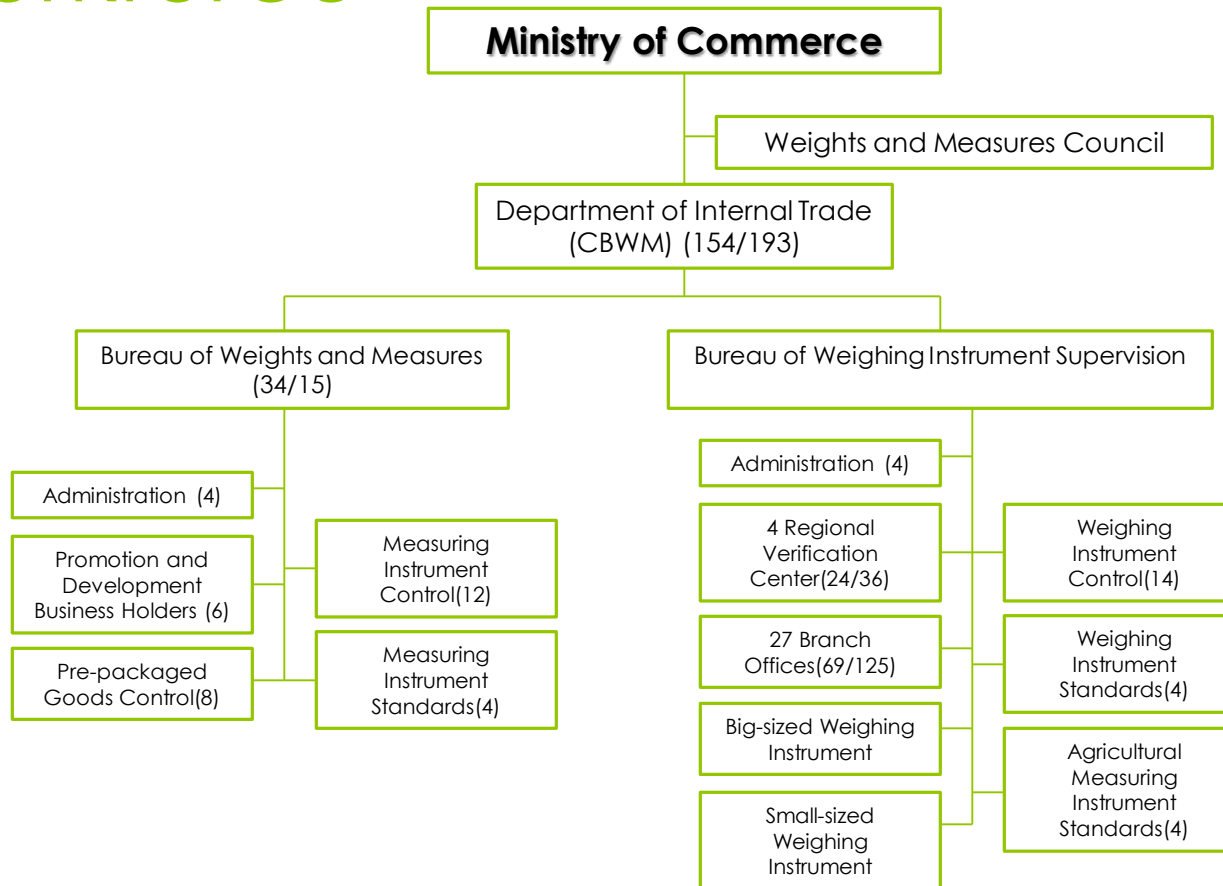 Ministry of Commerce
Weights and Measures Council
Department of Internal Trade
(CBWM) (154/193)
Bureau of Weights and Measures
(34/15)
Bureau of Weighing Instrument Supervision
Administration (4)
Promotion and
Development
Business Holders (6)
Pre-packaged
Goods Control(8)
Measuring
Instrument
Control(12)
Measuring
Instrument
Standards(4)
Administration (4)
4 Regional
Verification
Center(24/36)
27 Branch
Offices(69/125)
Big-sized Weighing
Instrument
Small-sized
Weighing
Instrument
Weighing
Instrument
Control(14)
Weighing
Instrument
Standards(4)
Agricultural
Measuring
Instrument
Standards(4)